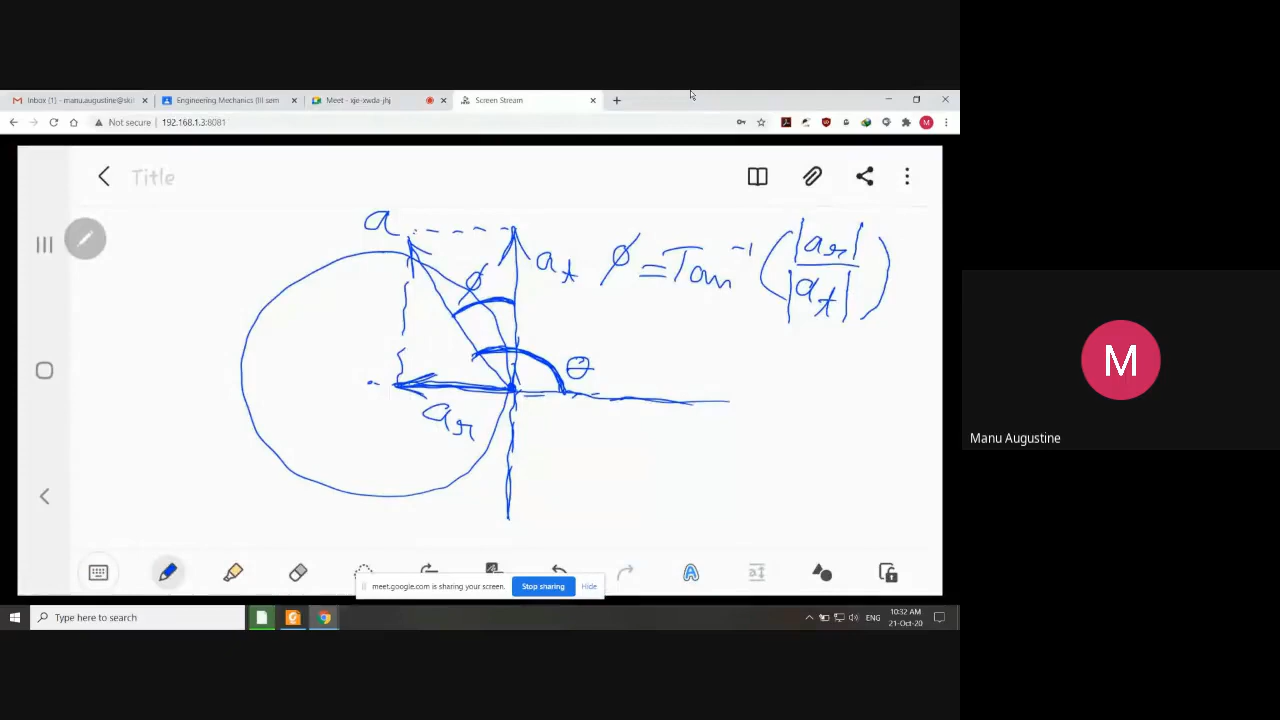 Inbox (1) - manu.augustine@ski
Engineering Mechanics (III sem
Meet - xje-xwda-jhj
Screen Stream
Not secure | 192.168.1.3:8081
M
Title
a
a_t
ϕ = Tan⁻¹ (|a_r| / |a_t|)
ϕ
θ
a_r
M
Manu Augustine
meet.google.com is sharing your screen.
Stop sharing
Hide
Type here to search
ENG
10:32 AM
21-Oct-20